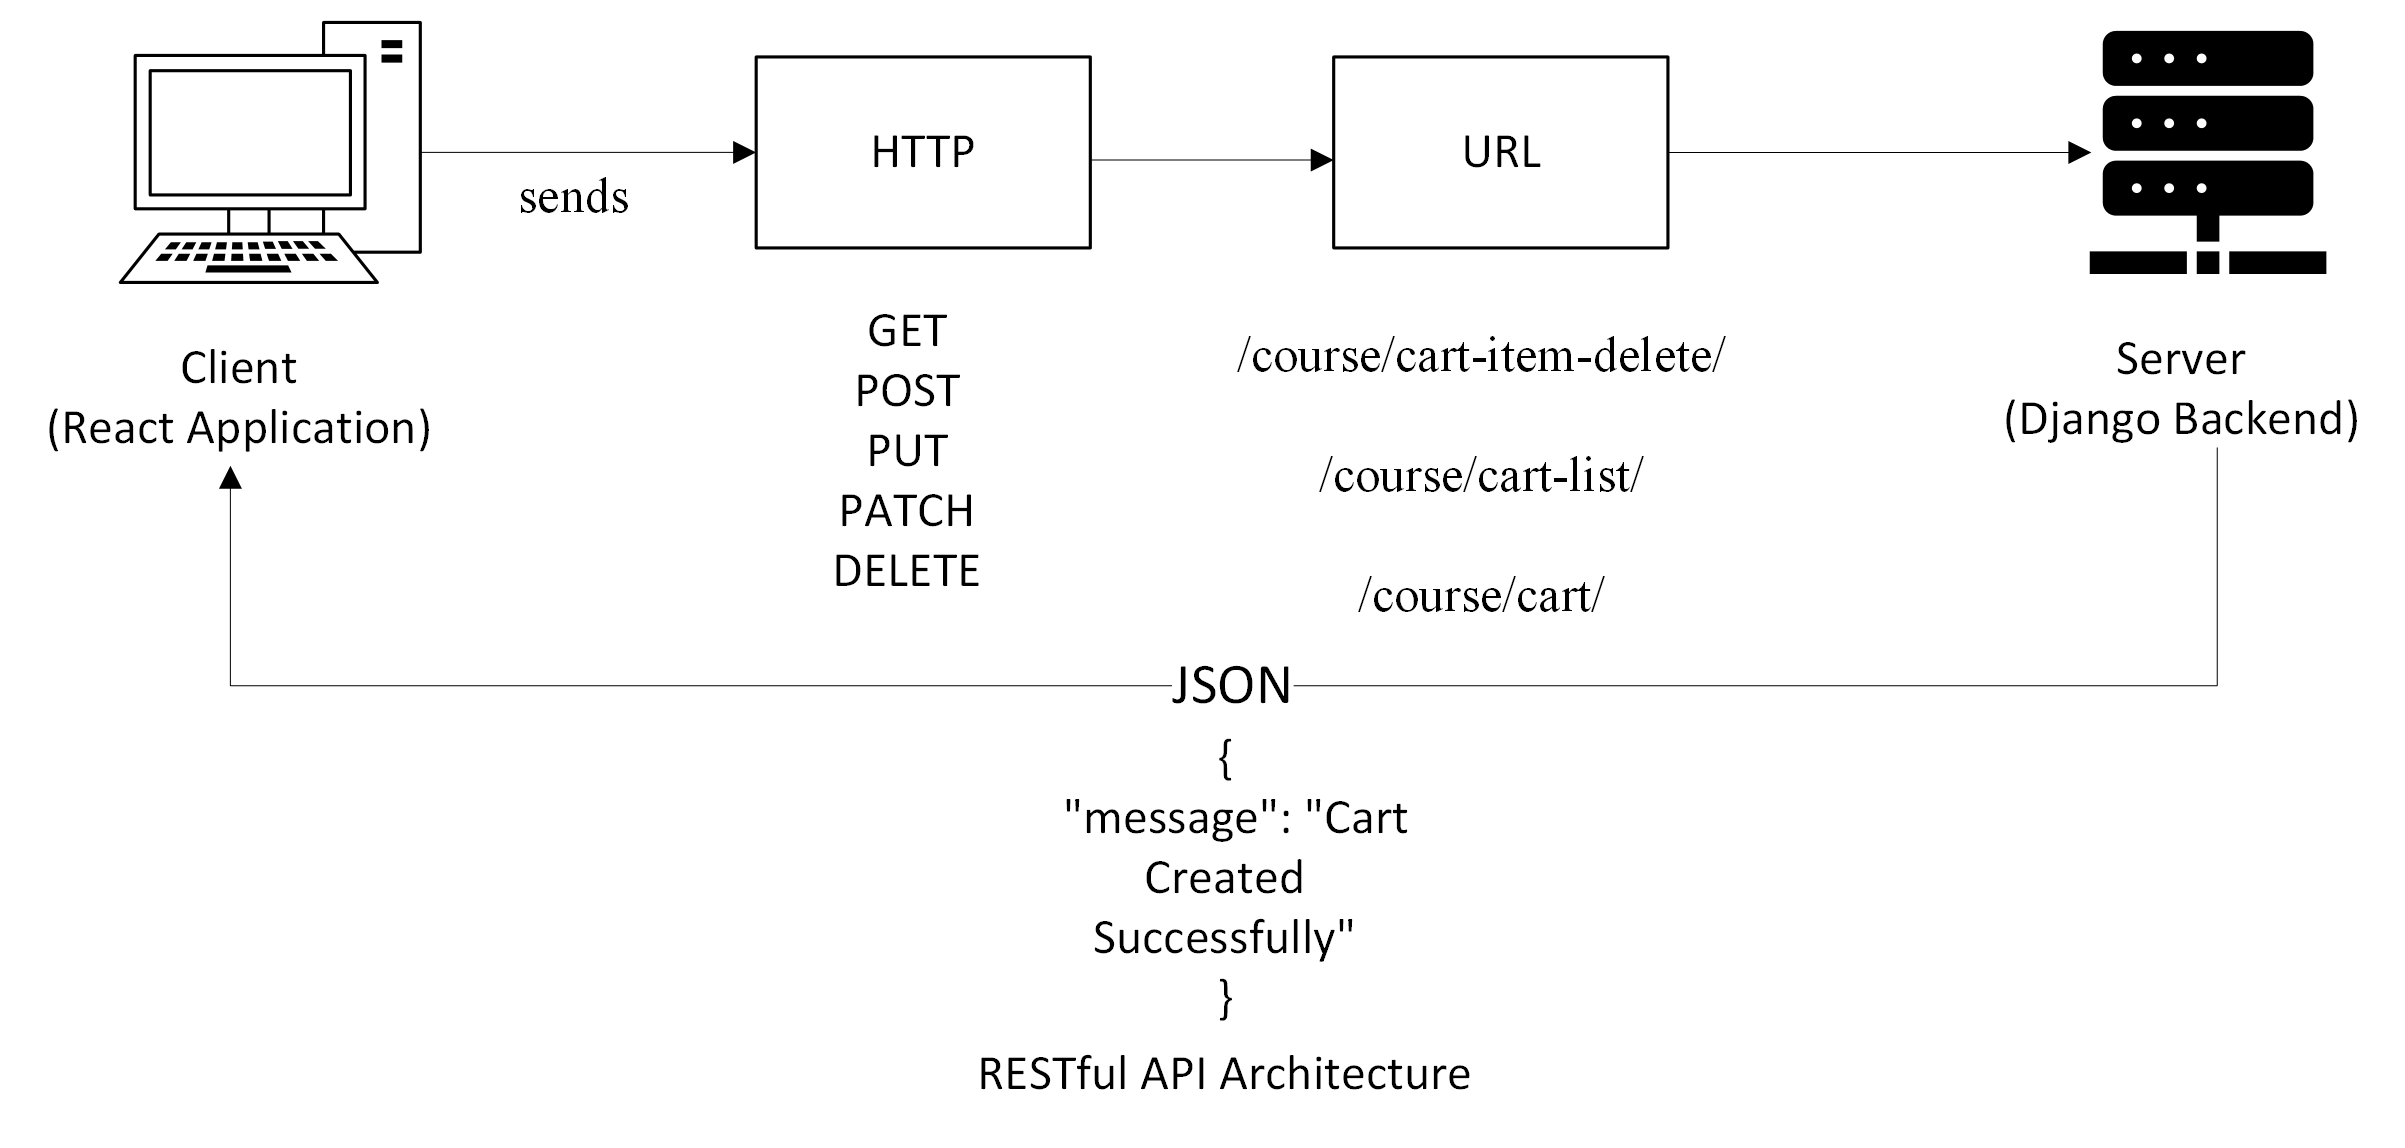 HTTP
URL
sends
Client
(React Application)
GET
POST
PUT
PATCH
DELETE
/course/cart-item-delete/
/course/cart-list/
/course/cart/
Server
(Django Backend)
JSON
{
"message": "Cart
Created
Successfully"
}
RESTful API Architecture